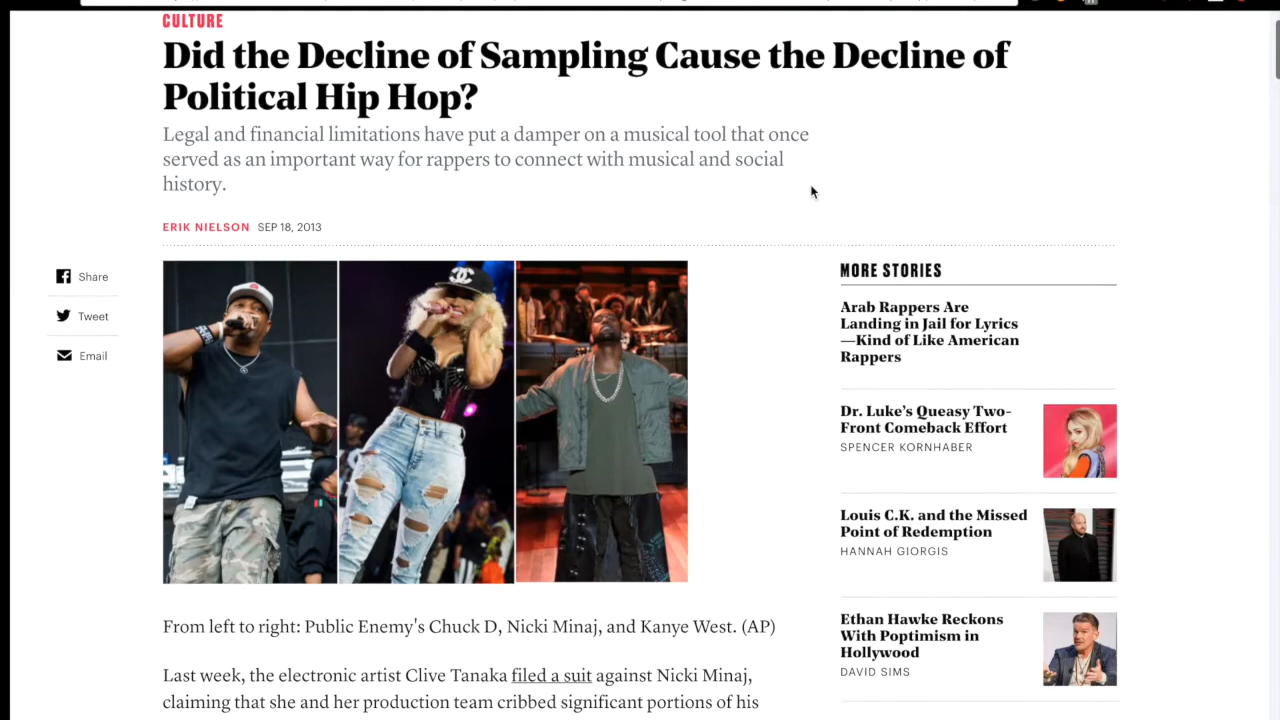 CULTURE
Did the Decline of Sampling Cause the Decline of
Political Hip Hop?
Legal and financial limitations have put a damper on a musical tool that once
served as an important way for rappers to connect with musical and social
history.
ERIK NIELSON SEP 18, 2013
Share
Tweet
Email
From left to right: Public Enemy's Chuck D, Nicki Minaj, and Kanye West. (AP)
Last week, the electronic artist Clive Tanaka filed a suit against Nicki Minaj,
claiming that she and her production team cribbed significant portions of his
MORE STORIES
Arab Rappers Are
Landing in Jail for Lyrics
—Kind of Like American
Rappers
Dr. Luke's Queasy Two-
Front Comeback Effort
SPENCER KORNHABER
Louis C.K. and the Missed
Point of Redemption
HANNAH GIORGIS
Ethan Hawke Reckons
With Poptimism in
Hollywood
DAVID SIMS